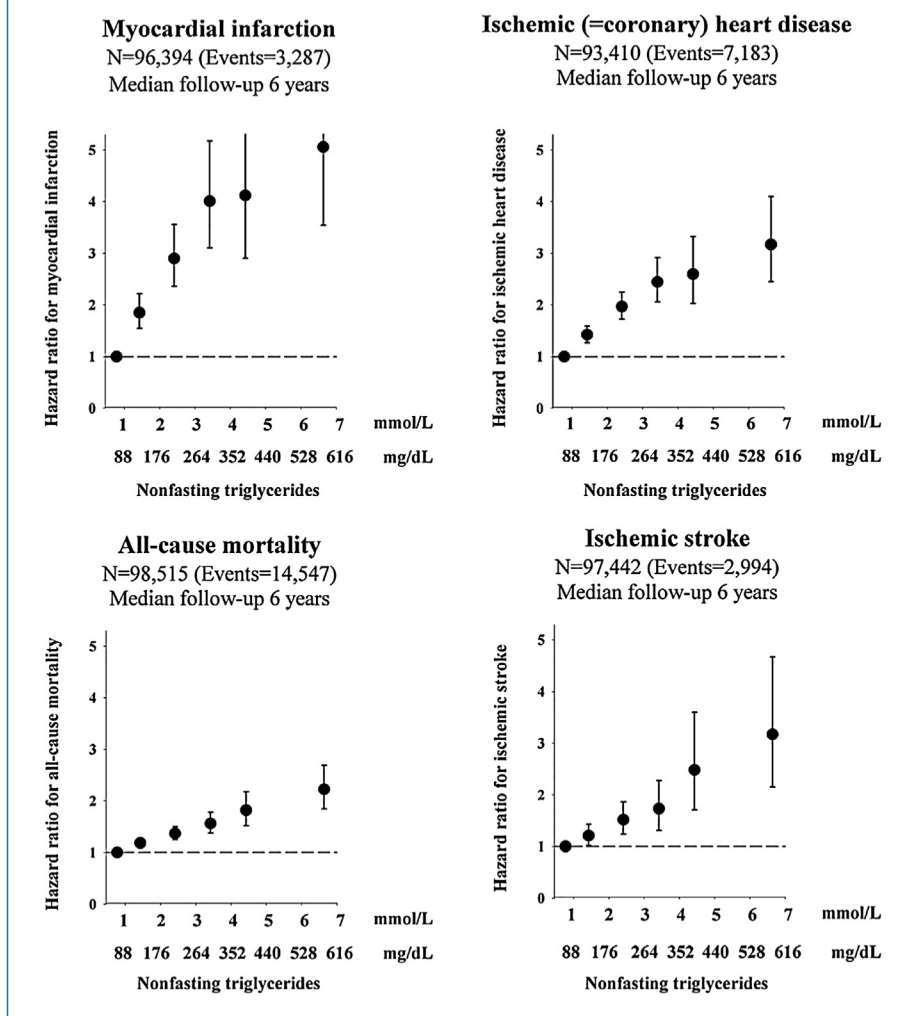 Myocardial infarction
N=96,394 (Events=3,287)
Median follow-up 6 years
Hazard ratio for myocardial infarction
5
4
3
2
1
0
1 2 3 4 5 6 7 mmol/L
88 176 264 352 440 528 616 mg/dL
Nonfasting triglycerides
Ischemic (=coronary) heart disease
N=93,410 (Events=7,183)
Median follow-up 6 years
Hazard ratio for ischemic heart disease
5
4
3
2
1
0
1 2 3 4 5 6 7 mmol/L
88 176 264 352 440 528 616 mg/dL
Nonfasting triglycerides
All-cause mortality
N=98,515 (Events=14,547)
Median follow-up 6 years
Hazard ratio for all-cause mortality
5
4
3
2
1
0
1 2 3 4 5 6 7 mmol/L
88 176 264 352 440 528 616 mg/dL
Nonfasting triglycerides
Ischemic stroke
N=97,442 (Events=2,994)
Median follow-up 6 years
Hazard ratio for ischemic stroke
5
4
3
2
1
0
1 2 3 4 5 6 7 mmol/L
88 176 264 352 440 528 616 mg/dL
Nonfasting triglycerides